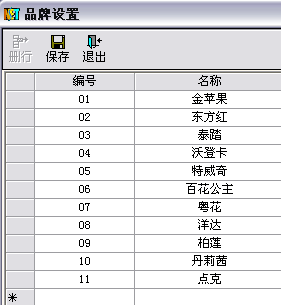 品牌设置
删行 保存 退出
编号 名称
01 金苹果
02 东方红
03 泰踏
04 沃登卡
05 特威奇
06 百花公主
07 粤花
08 洋达
09 柏莲
10 丹莉茜
11 点克
*